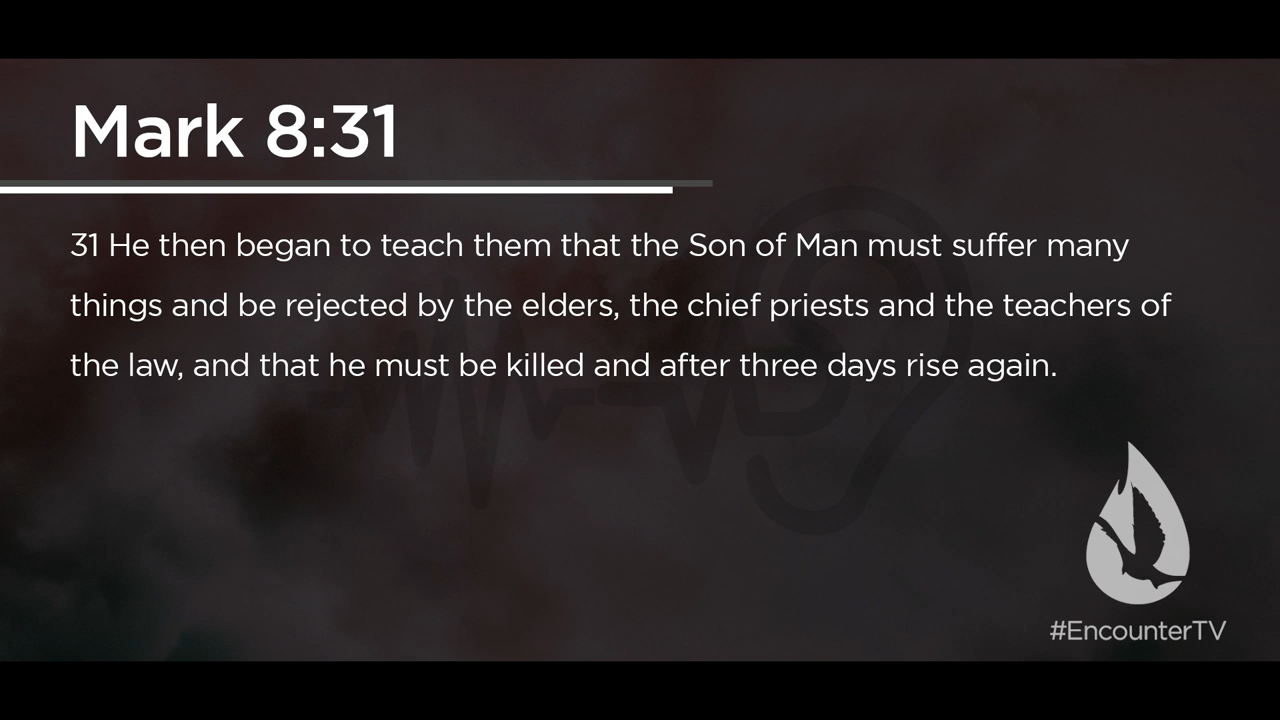 Mark 8:31
31 He then began to teach them that the Son of Man must suffer many
things and be rejected by the elders, the chief priests and the teachers of
the law, and that he must be killed and after three days rise again.
#EncounterTV